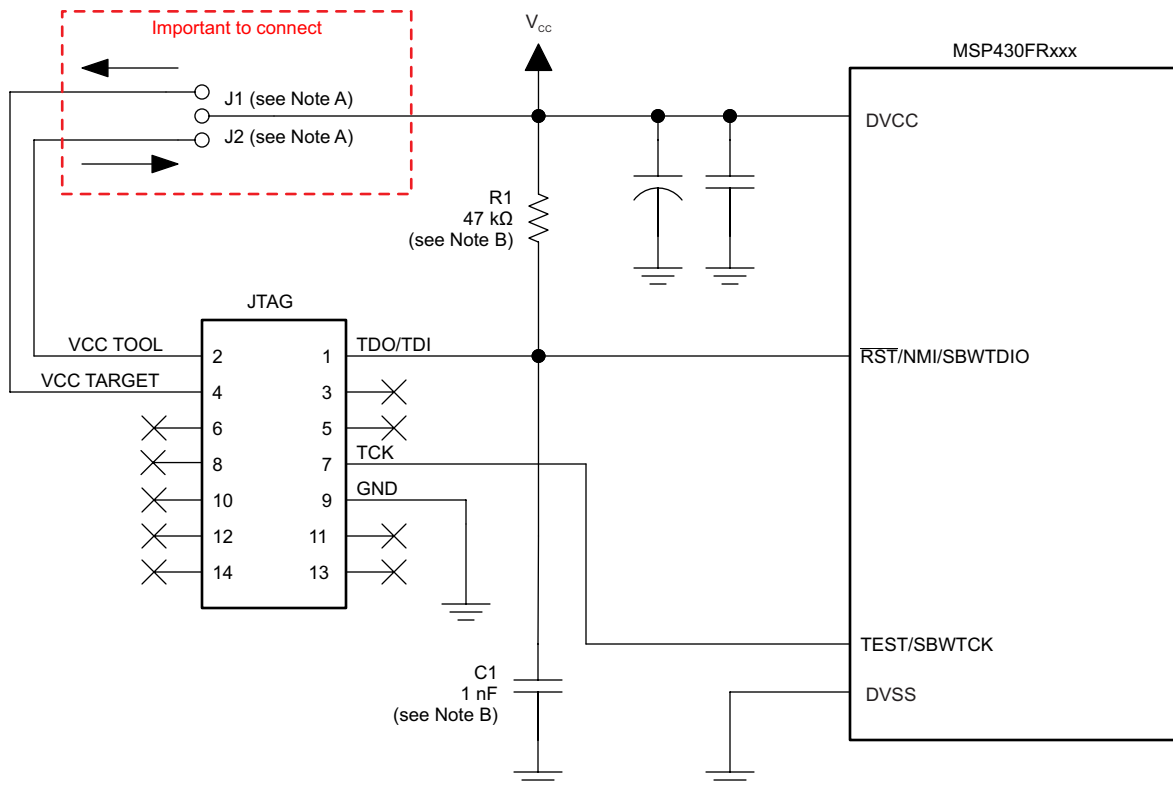 Important to connect
V_CC
MSP430FRxxx
J1 (see Note A)
J2 (see Note A)
DVCC
R1
47 kΩ
(see Note B)
JTAG
VCC TOOL
2
1
TDO/TDI
R̅S̅T̅/NMI/SBWTDIO
VCC TARGET
4
3
6
5
8
7
TCK
10
9
GND
12
11
14
13
TEST/SBWTCK
C1
1 nF
(see Note B)
DVSS